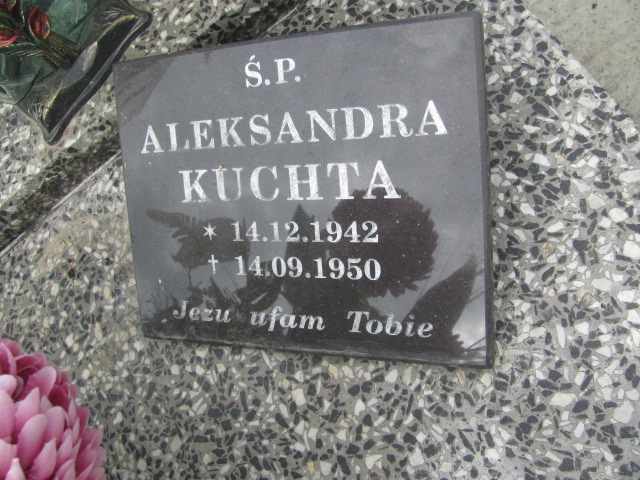 Ś.P.
ALEKSANDRA
KUCHTA
* 14.12.1942
† 14.09.1950
Jezu ufam Tobie